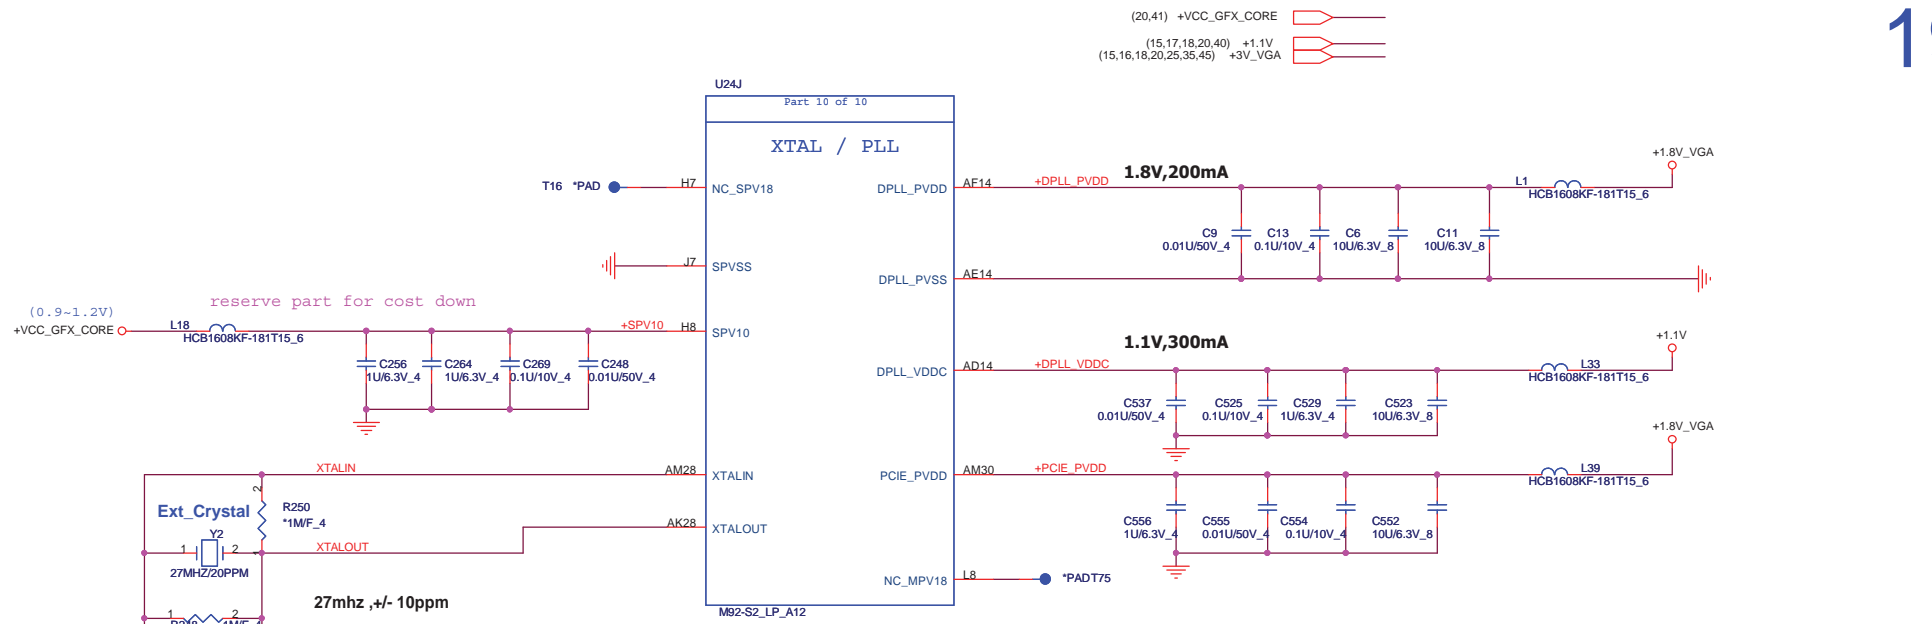 (20,41) +VCC_GFX_CORE
(15,17,18,20,40) +1.1V
(15,16,18,20,25,35,45) +3V_VGA
U24J
Part 10 of 10
XTAL / PLL
T16 *PAD
H7 NC_SPV18
DPLL_PVDD AF14
+DPLL_PVDD
1.8V,200mA
L1
HCB1608KF-181T15_6
+1.8V_VGA
C9
0.01U/50V_4
C13
0.1U/10V_4
C6
10U/6.3V_8
C11
10U/6.3V_8
J7 SPVSS
DPLL_PVSS AE14
reserve part for cost down
(0.9~1.2V)
+VCC_GFX_CORE
L18
HCB1608KF-181T15_6
+SPV10 H8 SPV10
C256
1U/6.3V_4
C264
1U/6.3V_4
C269
0.1U/10V_4
C248
0.01U/50V_4
1.1V,300mA
DPLL_VDDC AD14
+DPLL_VDDC
L33
HCB1608KF-181T15_6
+1.1V
C537
0.01U/50V_4
C525
0.1U/10V_4
C529
1U/6.3V_4
C523
10U/6.3V_8
XTALIN AM28 XTALIN
PCIE_PVDD AM30
+PCIE_PVDD
L39
HCB1608KF-181T15_6
+1.8V_VGA
Ext_Crystal
2
R250
*1M/F_4
1
AK28 XTALOUT
C556
1U/6.3V_4
C555
0.01U/50V_4
C554
0.1U/10V_4
C552
10U/6.3V_8
Y2
1 2
XTALOUT
27MHZ/20PPM
NC_MPV18 L8
*PADT75
27mhz ,+/- 10ppm
M92-S2_LP_A12
1 2